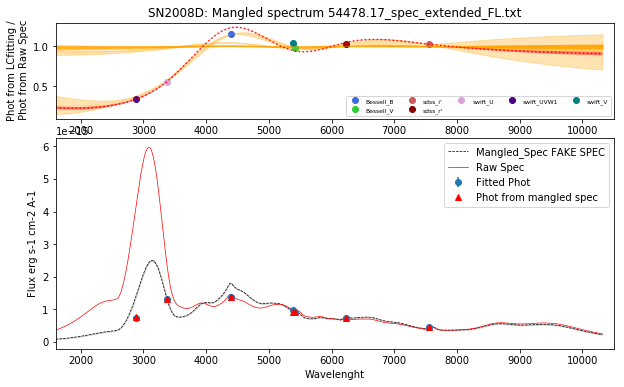 SN2008D: Mangled spectrum 54478.17_spec_extended_FL.txt
Phot from LCfitting /
Phot from Raw Spec
1.0
0.5
Bessell_B
Bessell_V
sdss_i'
sdss_r'
swift_U
swift_UVW1
swift_V
2000 3000 4000 5000 6000 7000 8000 9000 10000
Flux erg s-1 cm-2 A-1
6
5
4
3
2
1
0
Mangled_Spec FAKE SPEC
Raw Spec
Fitted Phot
Phot from mangled spec
2000 3000 4000 5000 6000 7000 8000 9000 10000
Wavelenght